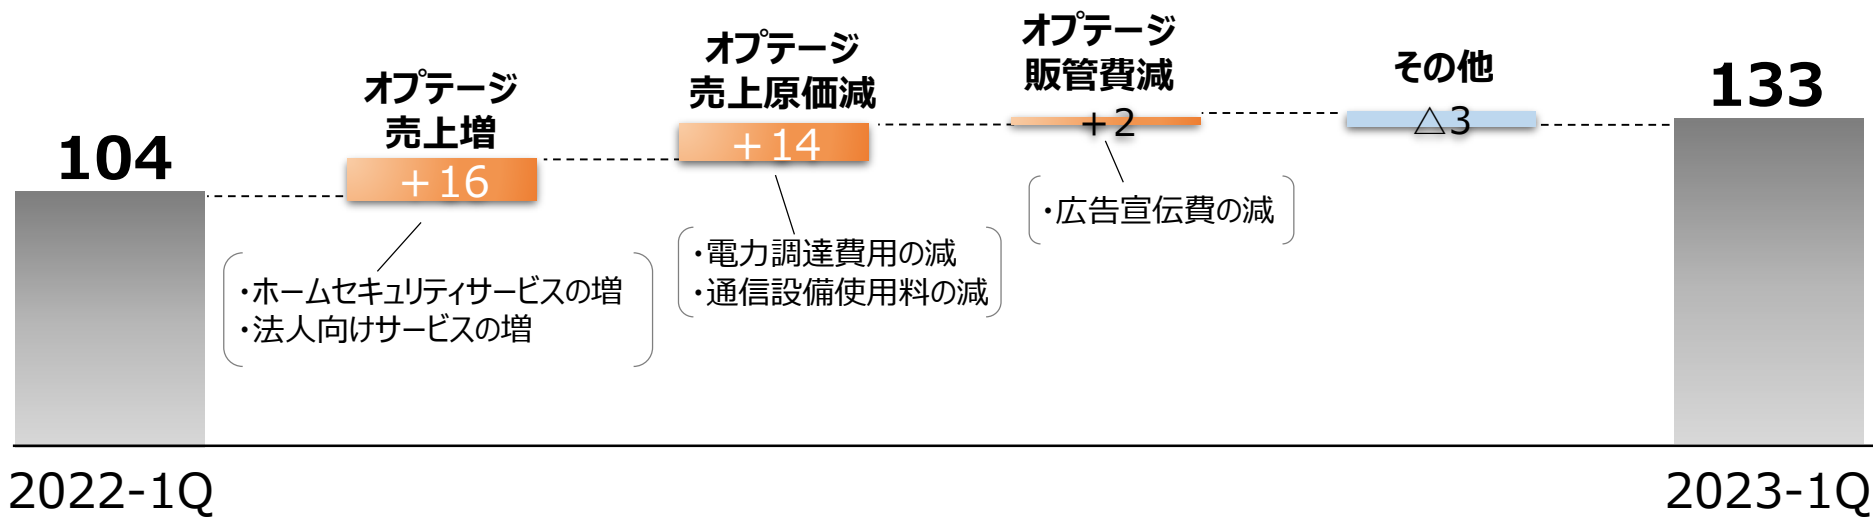 104
オプテージ
売上増
+16
・ホームセキュリティサービスの増
・法人向けサービスの増
オプテージ
売上原価減
+14
・電力調達費用の減
・通信設備使用料の減
オプテージ
販管費減
+2
・広告宣伝費の減
その他
△3
133
2022-1Q
2023-1Q